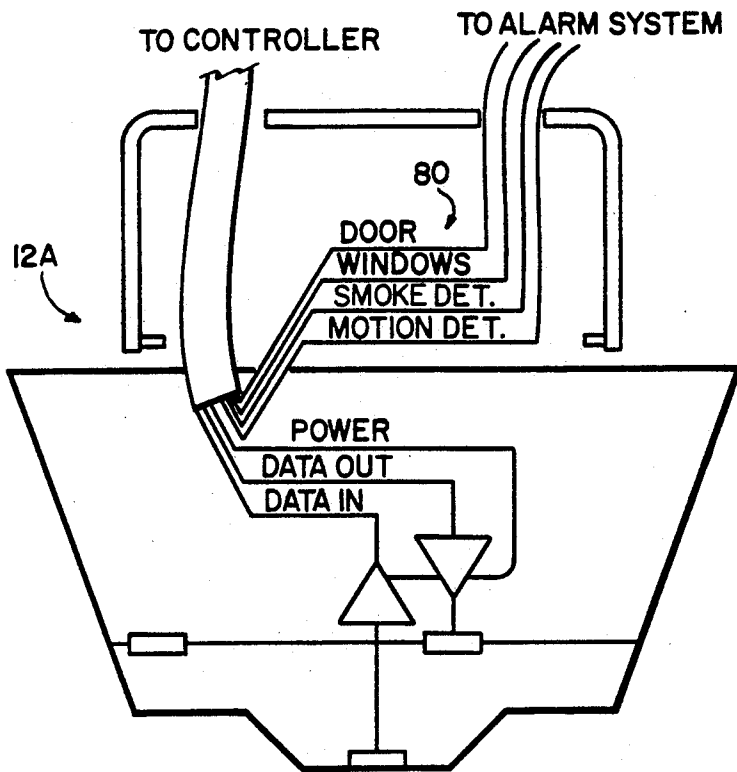 TO CONTROLLER
TO ALARM SYSTEM
80
12A
DOOR
WINDOWS
SMOKE DET.
MOTION DET.
POWER
DATA OUT
DATA IN